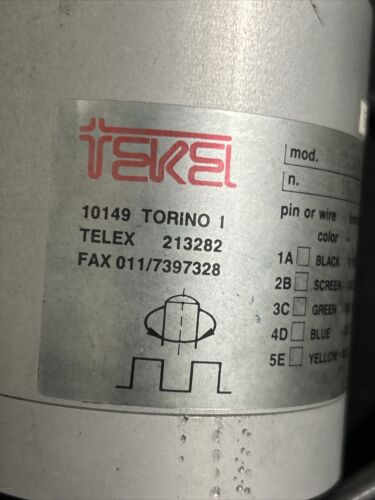 TEKEL
10149 TORINO I
TELEX 213282
FAX 011/7397328
mod.
n.
pin or wire
color
1A BLACK
2B SCREEN
3C GREEN
4D BLUE
5E YELLOW